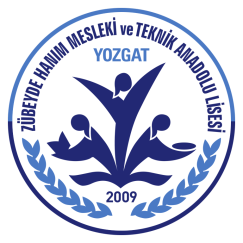 ZÜBEYDE HANIM MESLEKİ ve TEKNİK ANADOLU LİSESİ
YOZGAT
2009